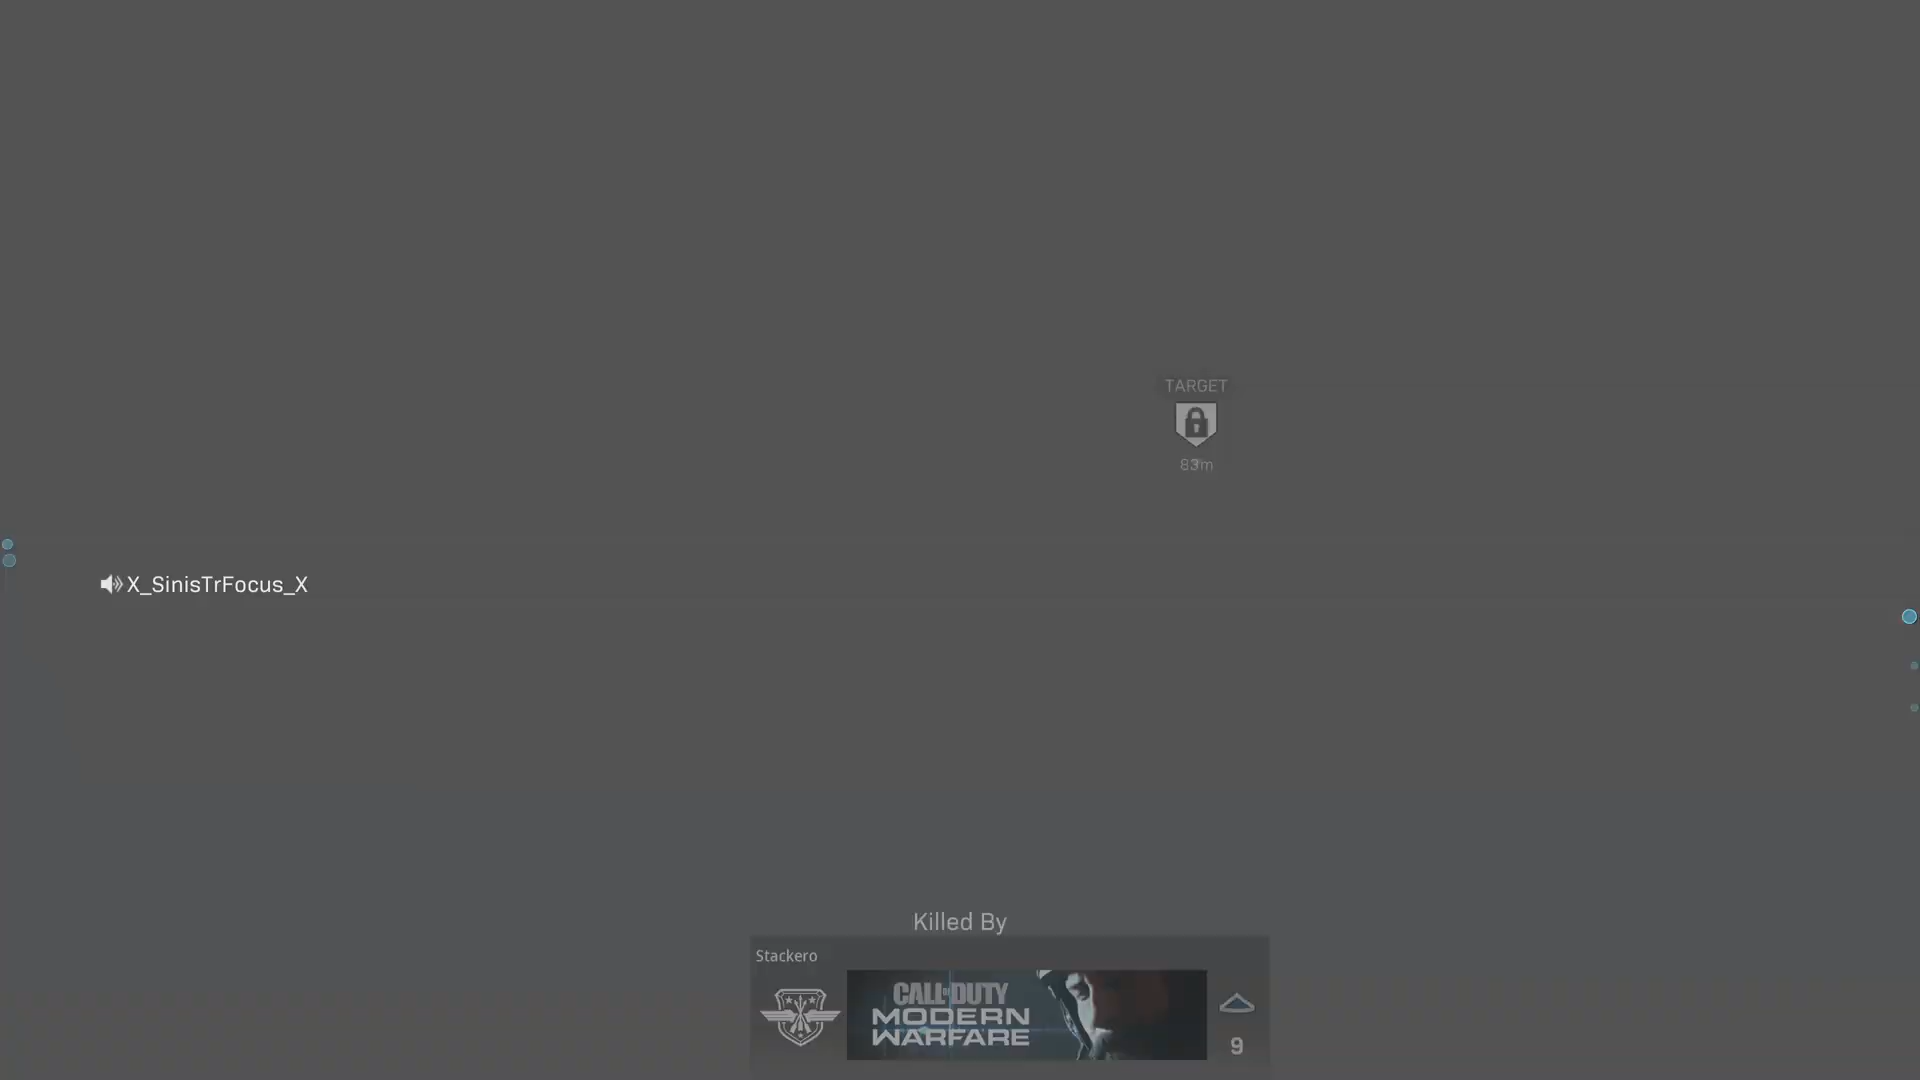 TARGET
83m
X_SinisTrFocus_X
Killed By
Stackero
CALL OF DUTY
MODERN
WARFARE
9